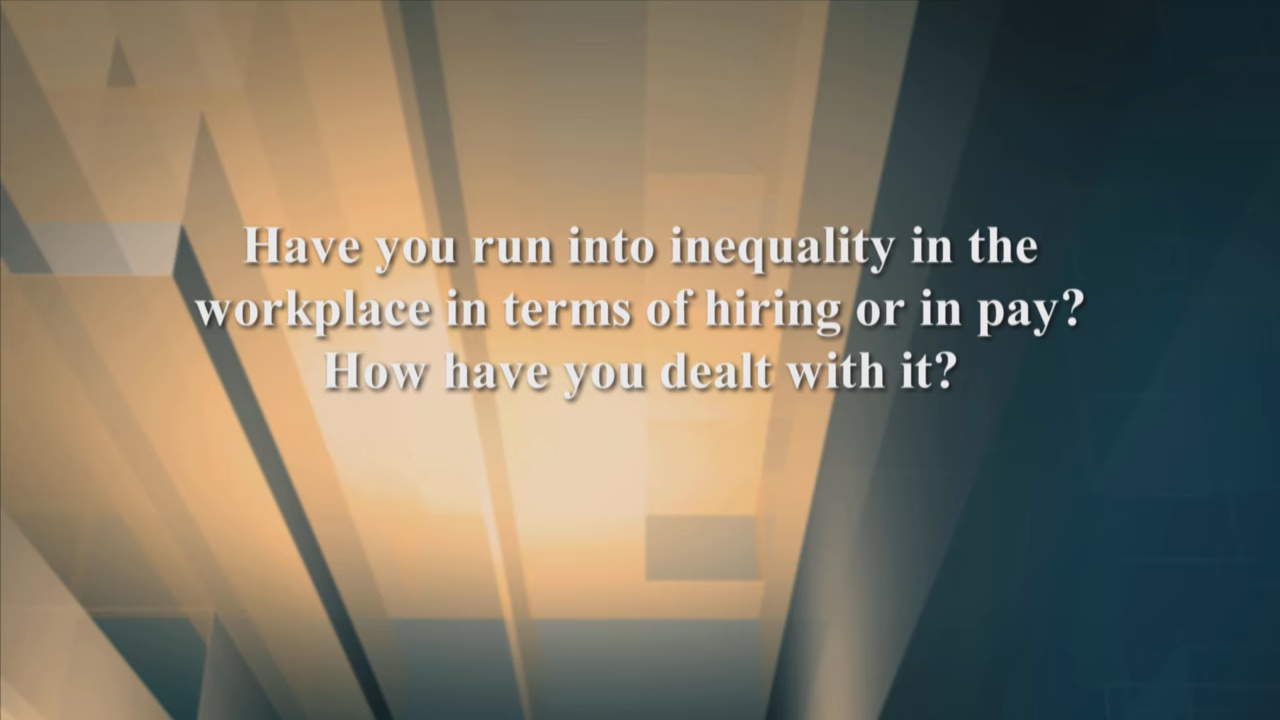 Have you run into inequality in the
workplace in terms of hiring or in pay?
How have you dealt with it?